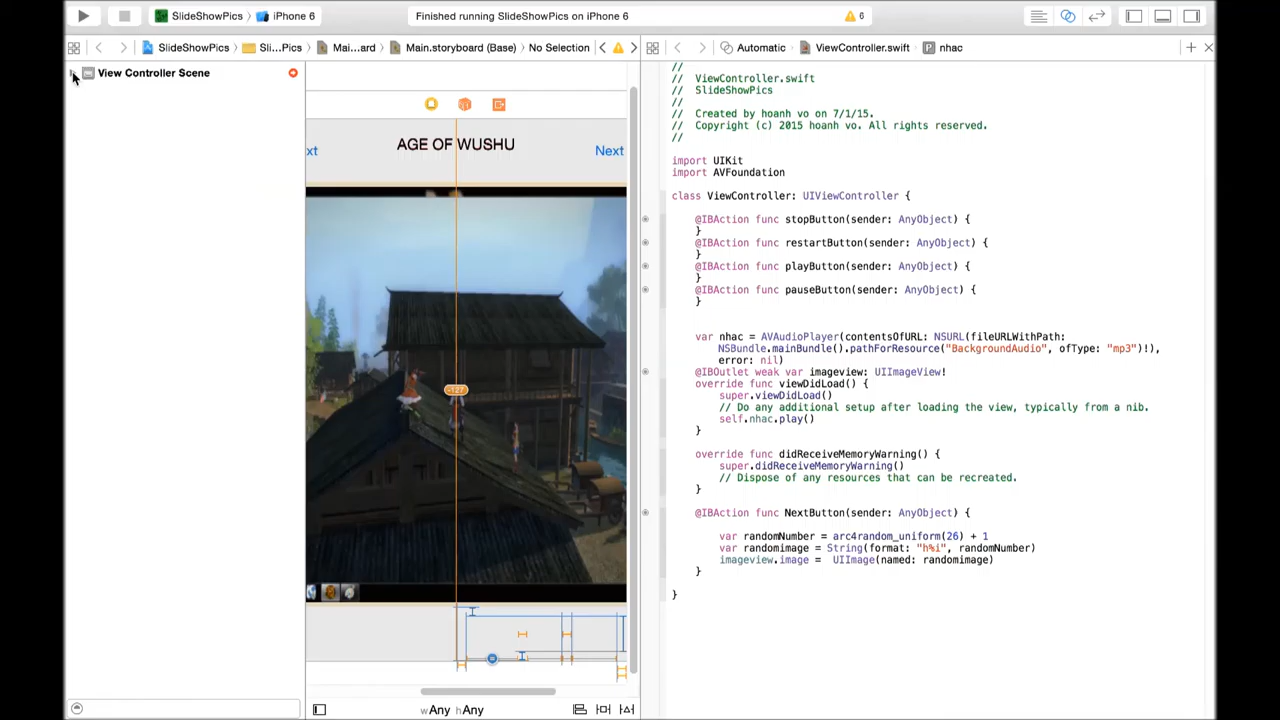 SlideShowPics iPhone 6 Finished running SlideShowPics on iPhone 6 6
SlideShowPics Sli...Pics Mai...ard Main.storyboard (Base) No Selection Automatic ViewController.swift nhac
View Controller Scene
xt AGE OF WUSHU Next
-127
w Any h Any
//
// ViewController.swift
// SlideShowPics
//
// Created by hoanh vo on 7/1/15.
// Copyright (c) 2015 hoanh vo. All rights reserved.
//
import UIKit
import AVFoundation
class ViewController: UIViewController {
@IBAction func stopButton(sender: AnyObject) {
}
@IBAction func restartButton(sender: AnyObject) {
}
@IBAction func playButton(sender: AnyObject) {
}
@IBAction func pauseButton(sender: AnyObject) {
}
var nhac = AVAudioPlayer(contentsOfURL: NSURL(fileURLWithPath:
NSBundle.mainBundle().pathForResource("BackgroundAudio", ofType: "mp3")!),
error: nil)
@IBOutlet weak var imageview: UIImageView!
override func viewDidLoad() {
super.viewDidLoad()
// Do any additional setup after loading the view, typically from a nib.
self.nhac.play()
}
override func didReceiveMemoryWarning() {
super.didReceiveMemoryWarning()
// Dispose of any resources that can be recreated.
}
@IBAction func NextButton(sender: AnyObject) {
var randomNumber = arc4random_uniform(26) + 1
var randomimage = String(format: "h%i", randomNumber)
imageview.image = UIImage(named: randomimage)
}
}